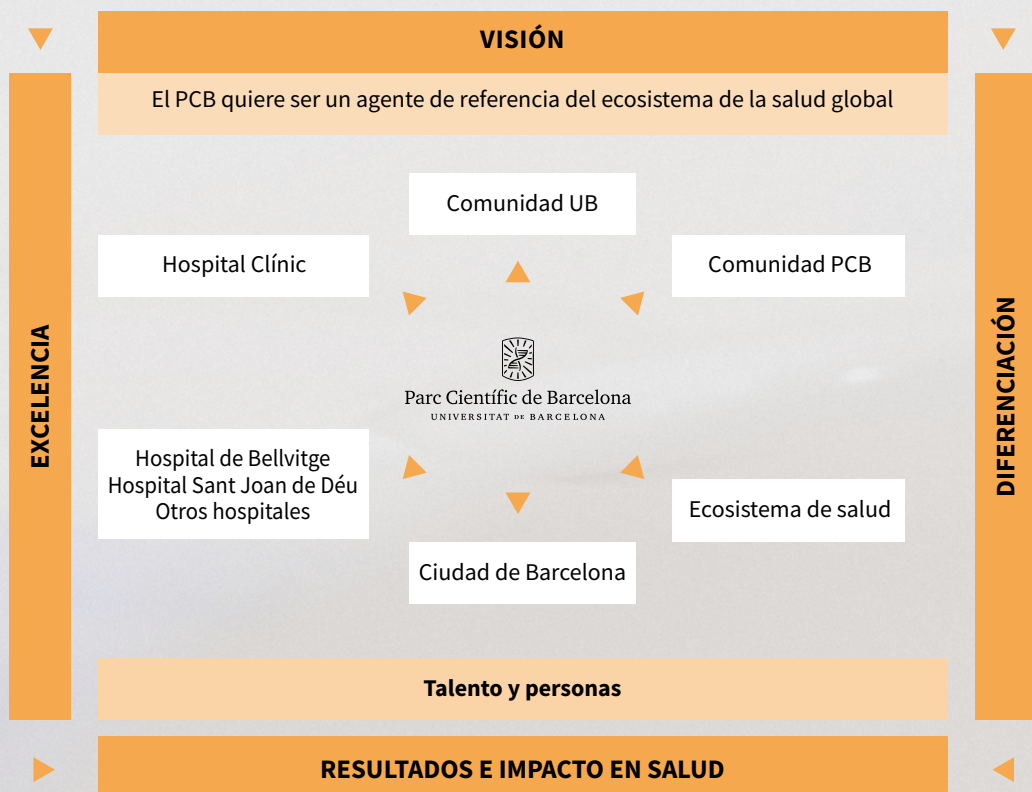 VISIÓN
El PCB quiere ser un agente de referencia del ecosistema de la salud global
Comunidad UB
Hospital Clínic
Comunidad PCB
EXCELENCIA
DIFERENCIACIÓN
Parc Científic de Barcelona
UNIVERSITAT DE BARCELONA
Hospital de Bellvitge
Hospital Sant Joan de Déu
Otros hospitales
Ecosistema de salud
Ciudad de Barcelona
Talento y personas
RESULTADOS E IMPACTO EN SALUD